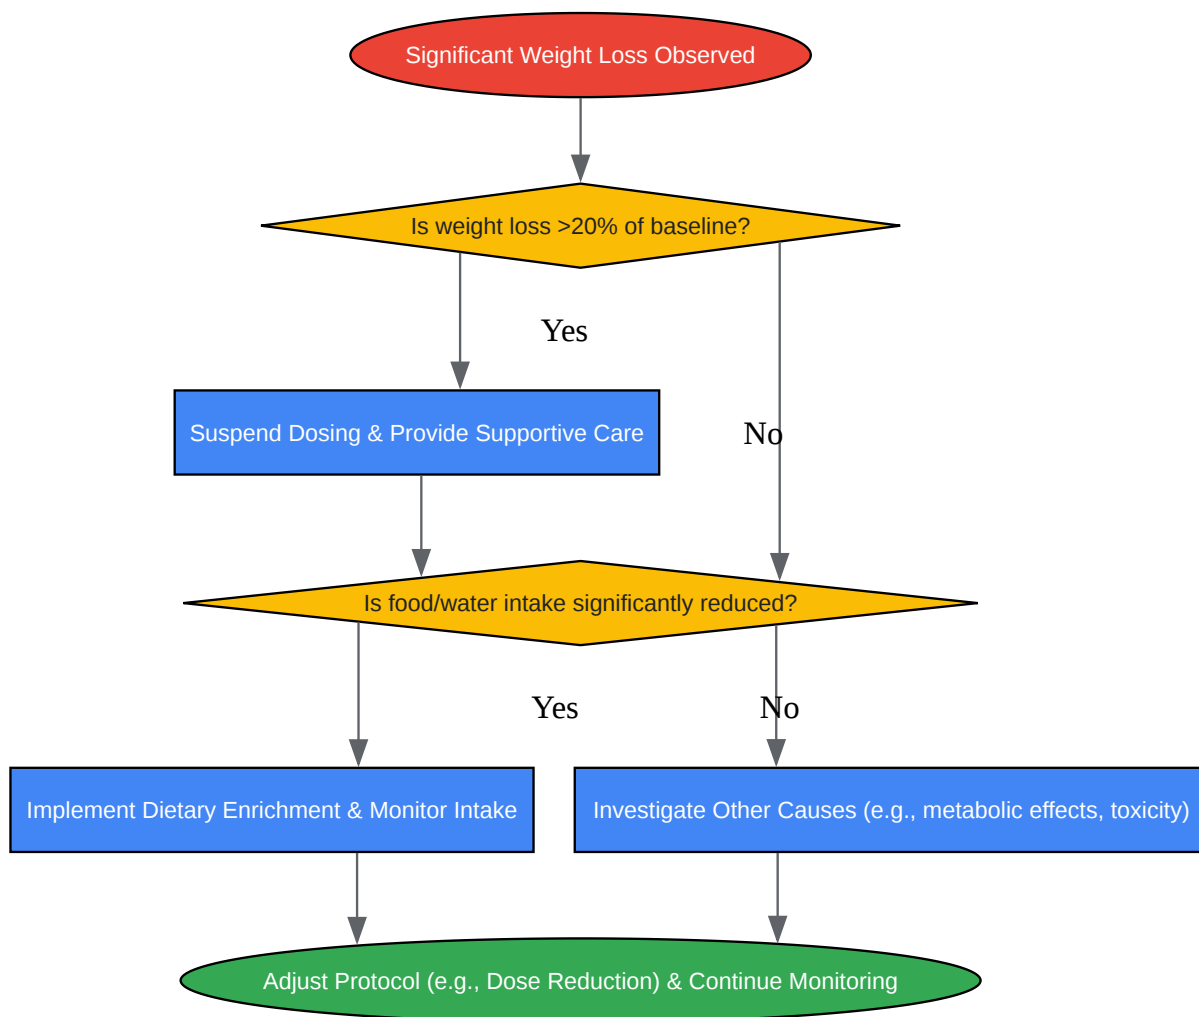 Significant Weight Loss Observed
Is weight loss >20% of baseline?
Yes
Suspend Dosing & Provide Supportive Care
No
Is food/water intake significantly reduced?
Yes
No
Implement Dietary Enrichment & Monitor Intake
Investigate Other Causes (e.g., metabolic effects, toxicity)
Adjust Protocol (e.g., Dose Reduction) & Continue Monitoring